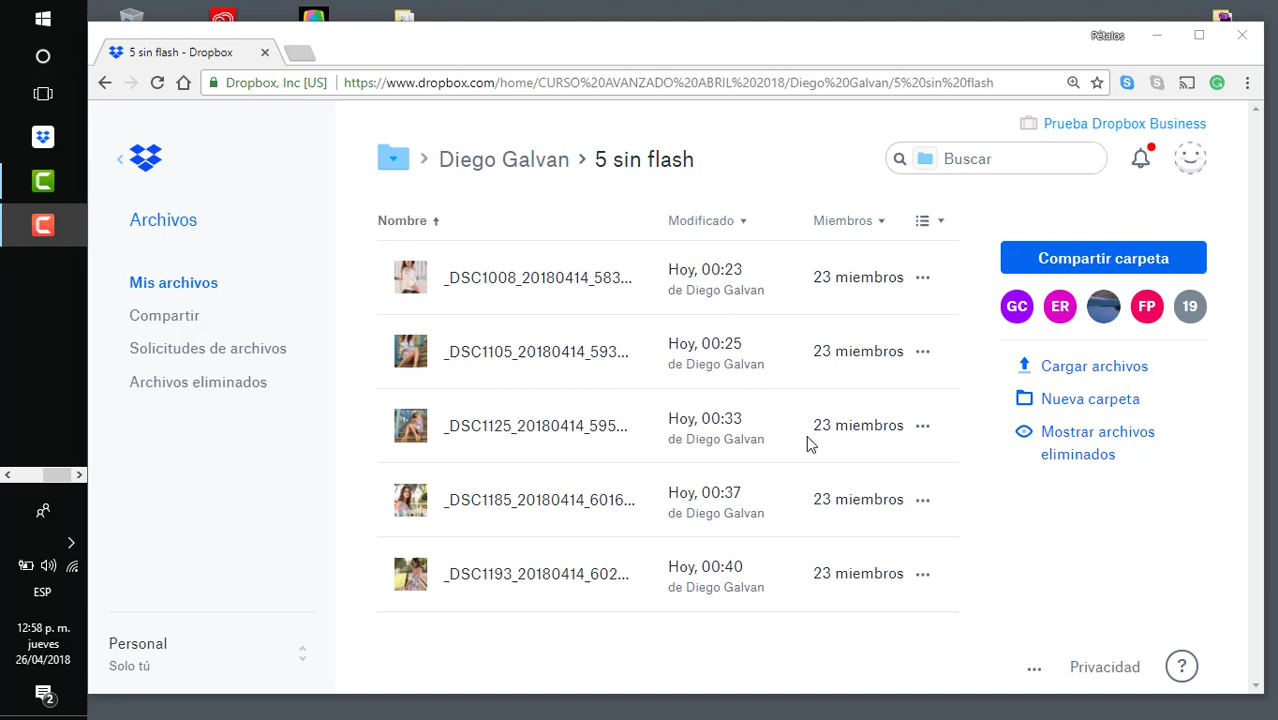 Pétalos
5 sin flash - Dropbox
Dropbox, Inc [US]
https://www.dropbox.com/home/CURSO%20AVANZADO%20ABRIL%202018/Diego%20Galvan/5%20sin%20flash
Prueba Dropbox Business
Diego Galvan > 5 sin flash
Buscar
Archivos
Mis archivos
Compartir
Solicitudes de archivos
Archivos eliminados
Personal
Solo tú
Nombre Modificado Miembros
_DSC1008_20180414_583... Hoy, 00:23 23 miembros
de Diego Galvan
_DSC1105_20180414_593... Hoy, 00:25 23 miembros
de Diego Galvan
_DSC1125_20180414_595... Hoy, 00:33 23 miembros
de Diego Galvan
_DSC1185_20180414_6016... Hoy, 00:37 23 miembros
de Diego Galvan
_DSC1193_20180414_602... Hoy, 00:40 23 miembros
de Diego Galvan
Compartir carpeta
GC ER FP 19
Cargar archivos
Nueva carpeta
Mostrar archivos
eliminados
Privacidad
?
ESP
12:58 p. m.
jueves
26/04/2018
2